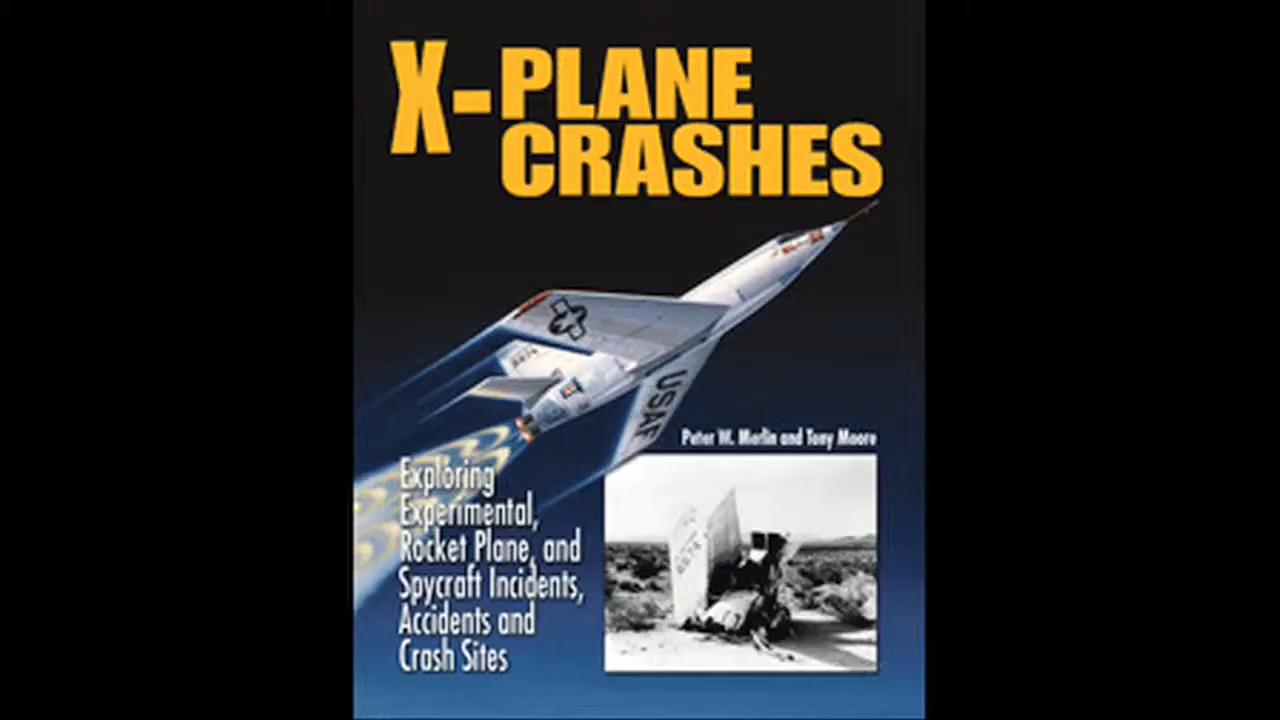 X-PLANE
CRASHES
USAF
Peter W. Merlin and Tony Moore
Exploring
Experimental,
Rocket Plane, and
Spycraft Incidents,
Accidents and
Crash Sites